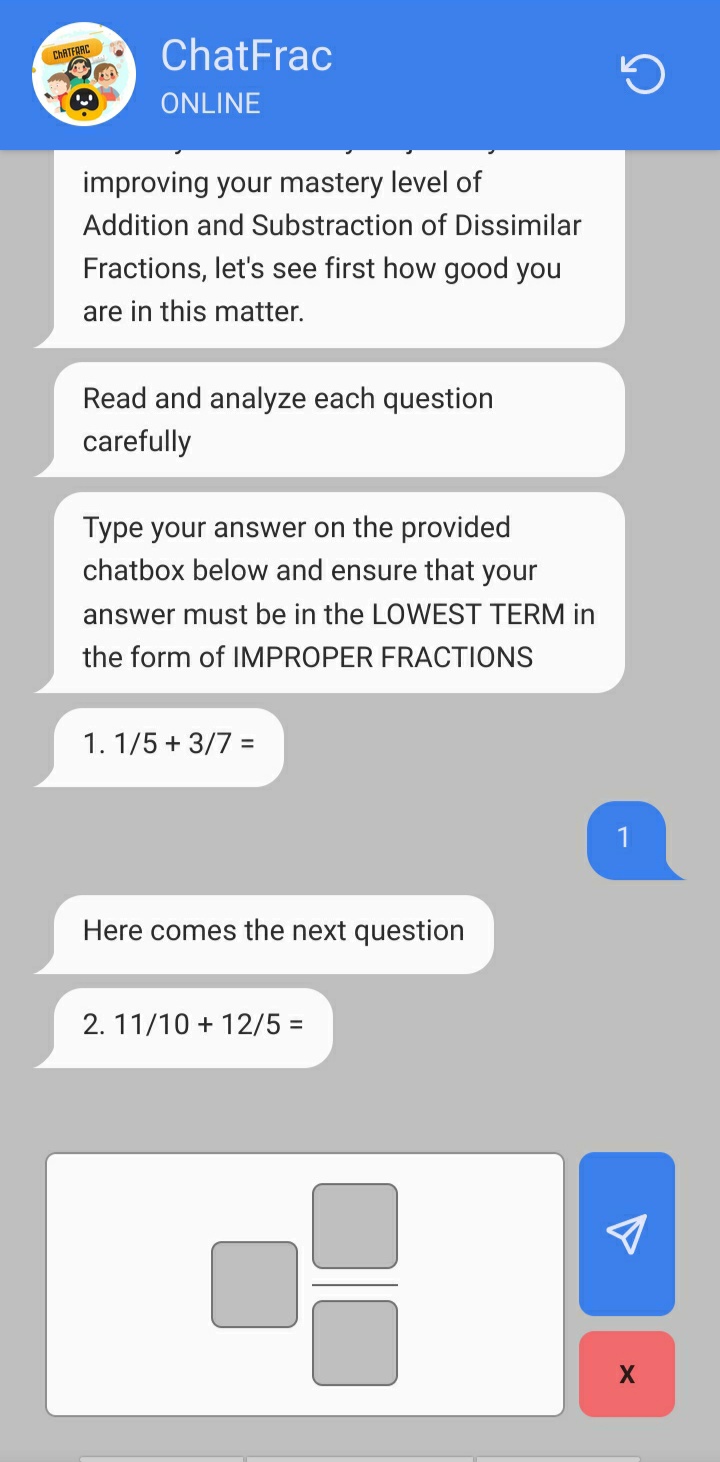 CHATFRAC
ChatFrac
ONLINE
improving your mastery level of
Addition and Substraction of Dissimilar
Fractions, let's see first how good you
are in this matter.
Read and analyze each question
carefully
Type your answer on the provided
chatbox below and ensure that your
answer must be in the LOWEST TERM in
the form of IMPROPER FRACTIONS
1. 1/5 + 3/7 =
1
Here comes the next question
2. 11/10 + 12/5 =
X